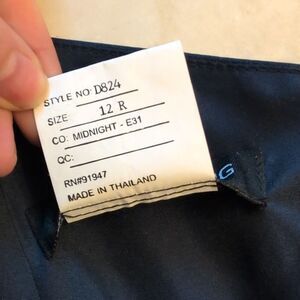 STYLE NO: D824
SIZE 12 R
CO: MIDNIGHT - E31
QC:
RN#91947
MADE IN THAILAND
G